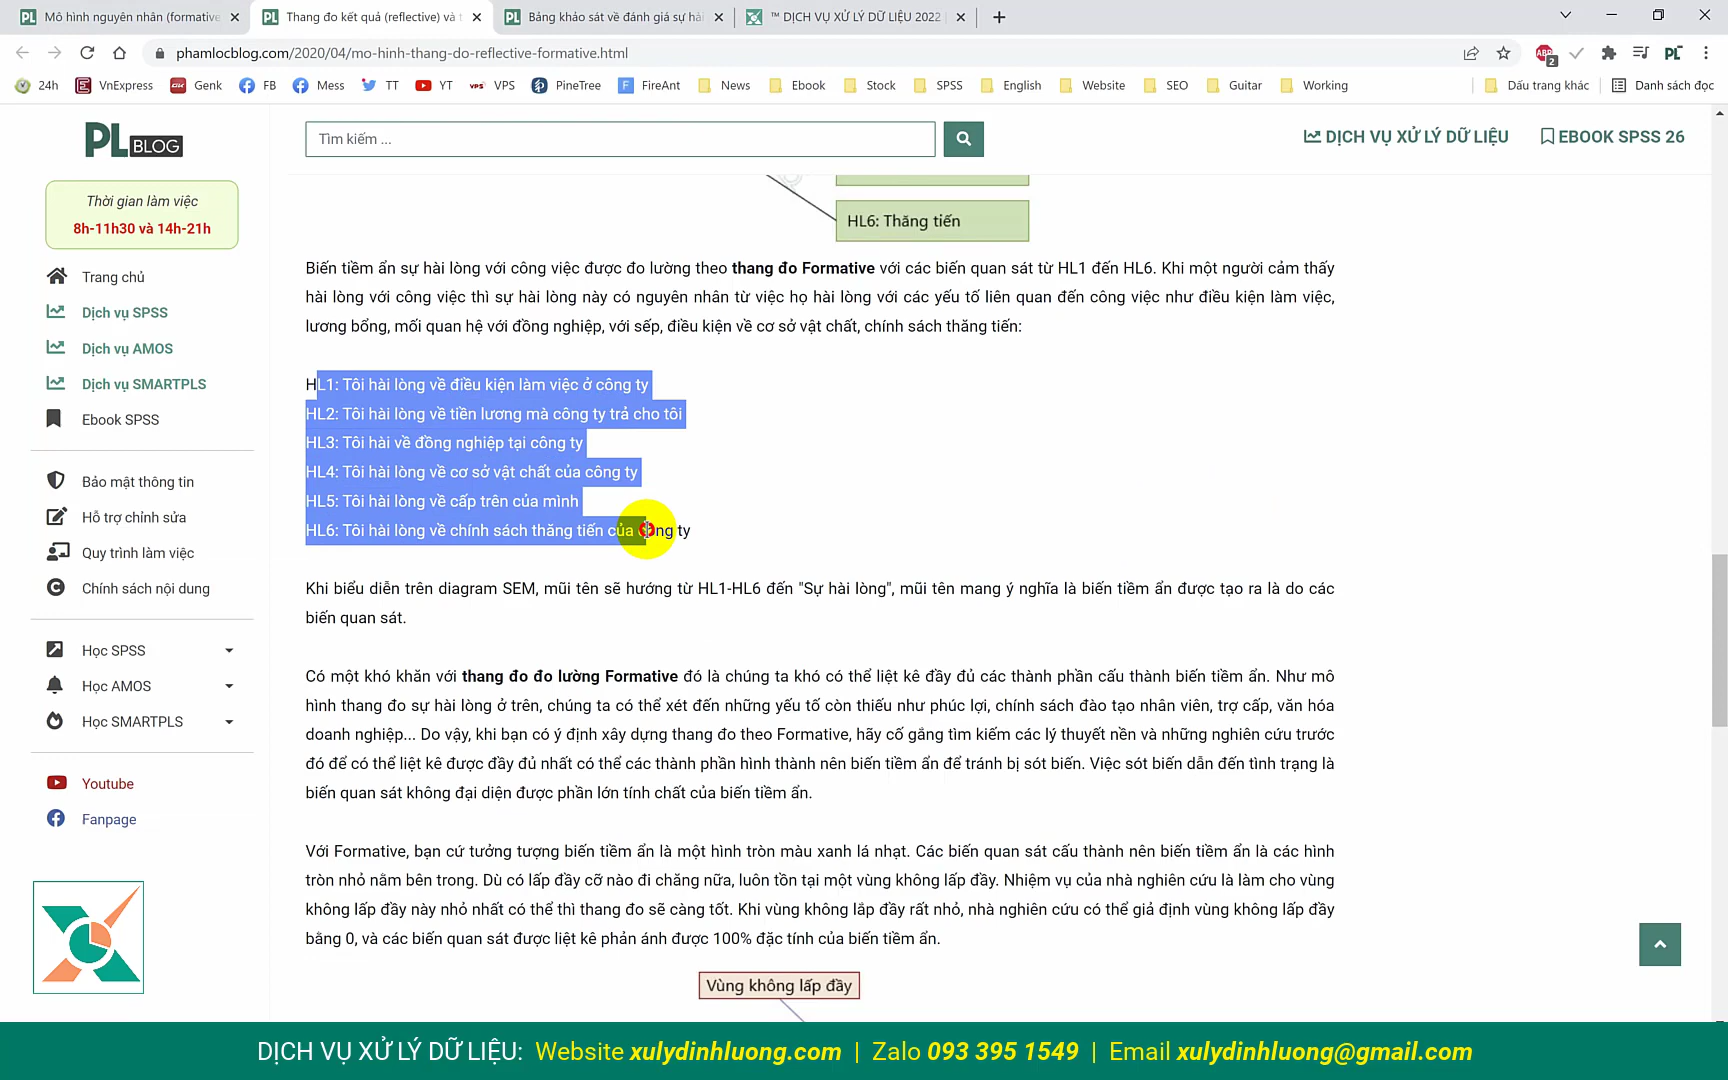 Mô hình nguyên nhân (formative
Thang đo kết quả (reflective) và t
Bảng khảo sát về đánh giá sự hài
™ DỊCH VỤ XỬ LÝ DỮ LIỆU 2022
phamlocblog.com/2020/04/mo-hinh-thang-do-reflective-formative.html
ABP
2
PL
24h
VnExpress
Genk
FB
Mess
TT
YT
VPS
VPS
PineTree
FireAnt
News
Ebook
Stock
SPSS
English
Website
SEO
Guitar
Working
Dấu trang khác
Danh sách đọc
PL BLOG
Tìm kiếm ...
DỊCH VỤ XỬ LÝ DỮ LIỆU
EBOOK SPSS 26
Thời gian làm việc
8h-11h30 và 14h-21h
Trang chủ
Dịch vụ SPSS
Dịch vụ AMOS
Dịch vụ SMARTPLS
Ebook SPSS
Bảo mật thông tin
Hỗ trợ chỉnh sửa
Quy trình làm việc
Chính sách nội dung
Học SPSS
Học AMOS
Học SMARTPLS
Youtube
Fanpage
HL6: Thăng tiến
Biến tiềm ẩn sự hài lòng với công việc được đo lường theo thang đo Formative với các biến quan sát từ HL1 đến HL6. Khi một người cảm thấy
hài lòng với công việc thì sự hài lòng này có nguyên nhân từ việc họ hài lòng với các yếu tố liên quan đến công việc như điều kiện làm việc,
lương bổng, mối quan hệ với đồng nghiệp, với sếp, điều kiện về cơ sở vật chất, chính sách thăng tiến:
HL1: Tôi hài lòng về điều kiện làm việc ở công ty
HL2: Tôi hài lòng về tiền lương mà công ty trả cho tôi
HL3: Tôi hài về đồng nghiệp tại công ty
HL4: Tôi hài lòng về cơ sở vật chất của công ty
HL5: Tôi hài lòng về cấp trên của mình
HL6: Tôi hài lòng về chính sách thăng tiến của công ty
Khi biểu diễn trên diagram SEM, mũi tên sẽ hướng từ HL1-HL6 đến "Sự hài lòng", mũi tên mang ý nghĩa là biến tiềm ẩn được tạo ra là do các
biến quan sát.
Có một khó khăn với thang đo đo lường Formative đó là chúng ta khó có thể liệt kê đầy đủ các thành phần cấu thành biến tiềm ẩn. Như mô
hình thang đo sự hài lòng ở trên, chúng ta có thể xét đến những yếu tố còn thiếu như phúc lợi, chính sách đào tạo nhân viên, trợ cấp, văn hóa
doanh nghiệp... Do vậy, khi bạn có ý định xây dựng thang đo theo Formative, hãy cố gắng tìm kiếm các lý thuyết nền và những nghiên cứu trước
đó để có thể liệt kê được đầy đủ nhất có thể các thành phần hình thành nên biến tiềm ẩn để tránh bị sót biến. Việc sót biến dẫn đến tình trạng là
biến quan sát không đại diện được phần lớn tính chất của biến tiềm ẩn.
Với Formative, bạn cứ tưởng tượng biến tiềm ẩn là một hình tròn màu xanh lá nhạt. Các biến quan sát cấu thành nên biến tiềm ẩn là các hình
tròn nhỏ nằm bên trong. Dù có lấp đầy cỡ nào đi chăng nữa, luôn tồn tại một vùng không lấp đầy. Nhiệm vụ của nhà nghiên cứu là làm cho vùng
không lấp đầy này nhỏ nhất có thể thì thang đo sẽ càng tốt. Khi vùng không lấp đầy rất nhỏ, nhà nghiên cứu có thể giả định vùng không lấp đầy
bằng 0, và các biến quan sát được liệt kê phản ánh được 100% đặc tính của biến tiềm ẩn.
Vùng không lấp đầy
DỊCH VỤ XỬ LÝ DỮ LIỆU: Website xulydinhluong.com | Zalo 093 395 1549 | Email xulydinhluong@gmail.com